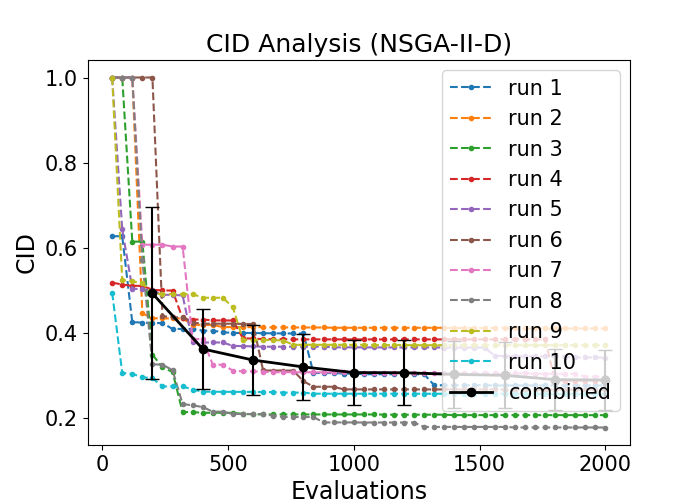 CID Analysis (NSGA-II-D)
CID
1.0
0.8
0.6
0.4
0.2
0
500
1000
1500
2000
Evaluations
run 1
run 2
run 3
run 4
run 5
run 6
run 7
run 8
run 9
run 10
combined